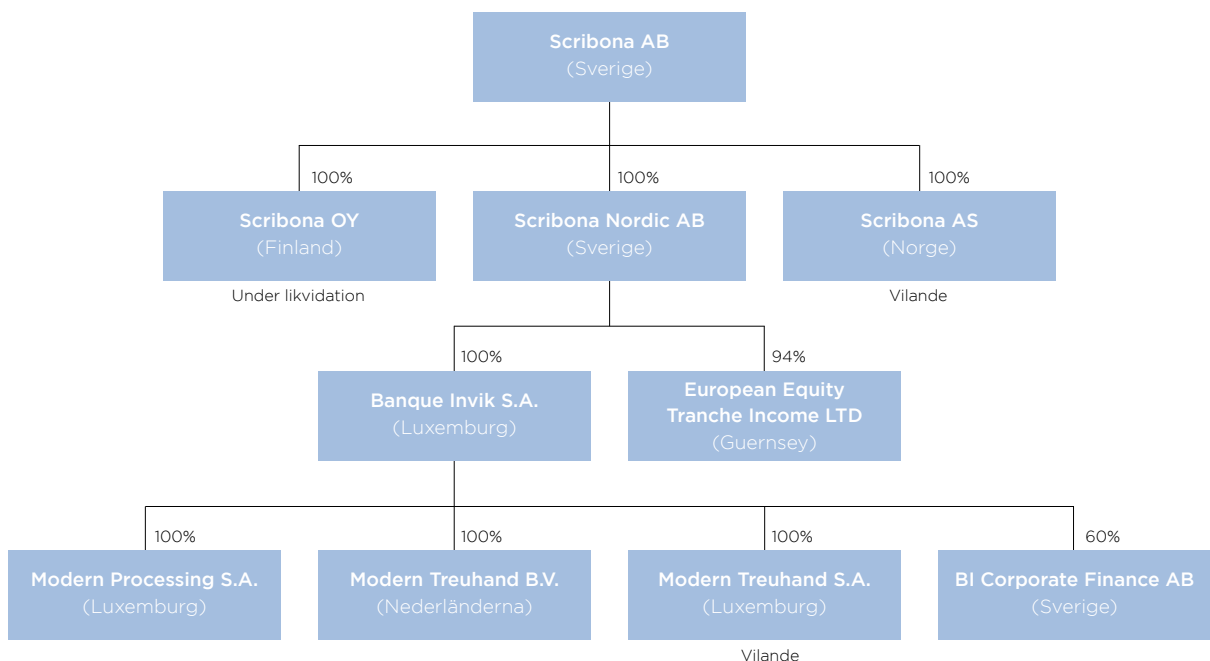 Scribona AB
(Sverige)
100%
100%
100%
Scribona OY
(Finland)
Scribona Nordic AB
(Sverige)
Scribona AS
(Norge)
Under likvidation
Vilande
100%
94%
Banque Invik S.A.
(Luxemburg)
European Equity
Tranche Income LTD
(Guernsey)
100%
100%
100%
60%
Modern Processing S.A.
(Luxemburg)
Modern Treuhand B.V.
(Nederländerna)
Modern Treuhand S.A.
(Luxemburg)
BI Corporate Finance AB
(Sverige)
Vilande